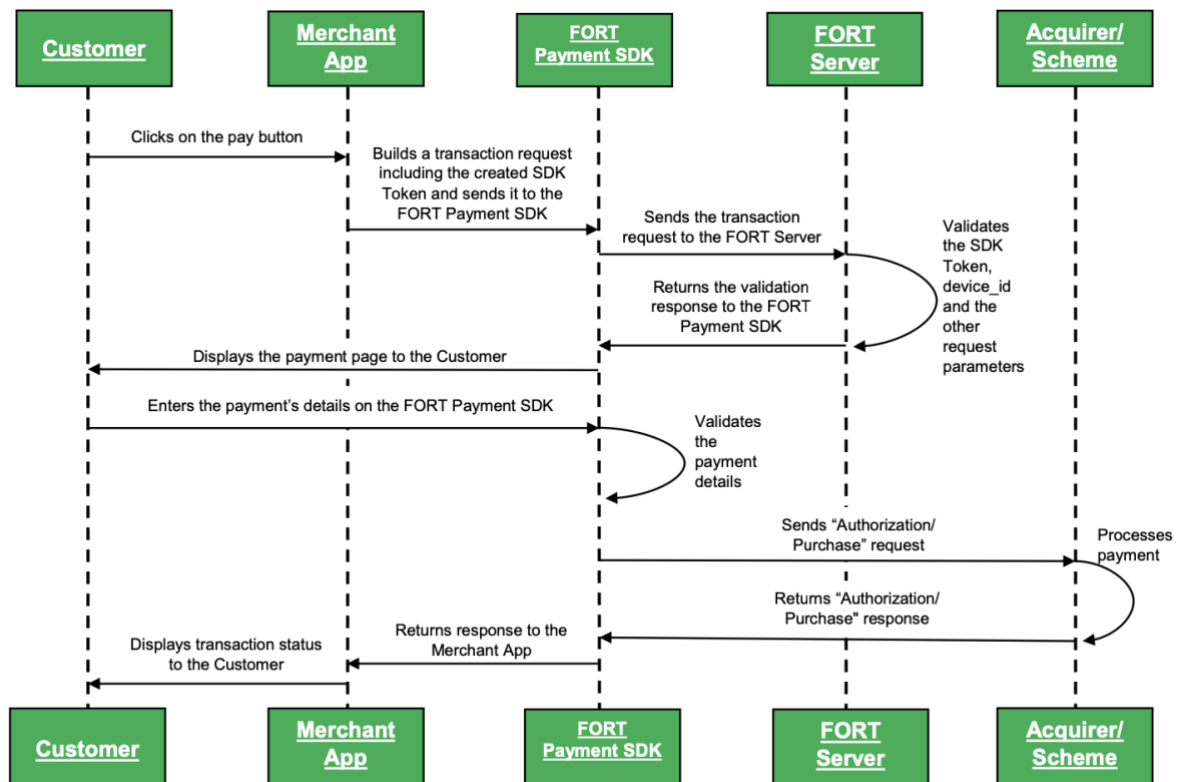 Customer
Merchant
App
FORT
Payment SDK
FORT
Server
Acquirer/
Scheme
Clicks on the pay button
Builds a transaction request
including the created SDK
Token and sends it to the
FORT Payment SDK
Sends the transaction
request to the FORT Server
Validates
the SDK
Token,
device_id
and the
other
request
parameters
Returns the validation
response to the FORT
Payment SDK
Displays the payment page to the Customer
Enters the payment’s details on the FORT Payment SDK
Validates
the
payment
details
Sends “Authorization/
Purchase” request
Processes
payment
Returns “Authorization/
Purchase” response
Returns response to the
Merchant App
Displays transaction status
to the Customer
Customer
Merchant
App
FORT
Payment SDK
FORT
Server
Acquirer/
Scheme